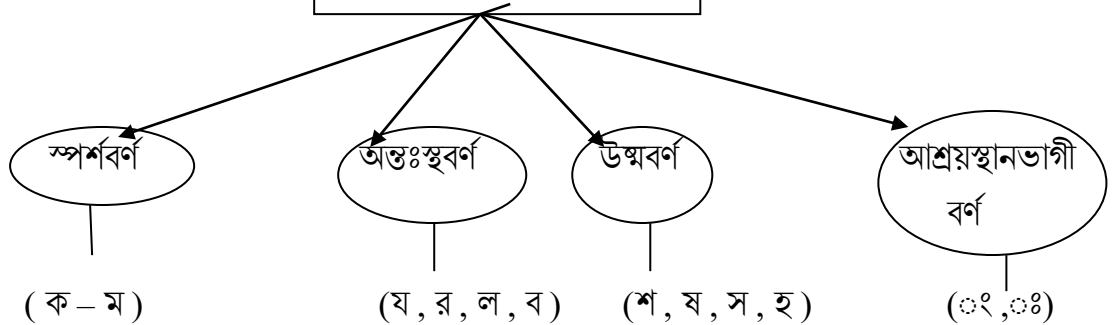 স্পর্শবর্ণ
অন্তঃস্থবর্ণ
উষ্মবর্ণ
আশ্রয়স্থানভাগী
বর্ণ
( ক – ম )
(য , র , ল , ব )
(শ , ষ , স , হ )
(ং ,ঃ)